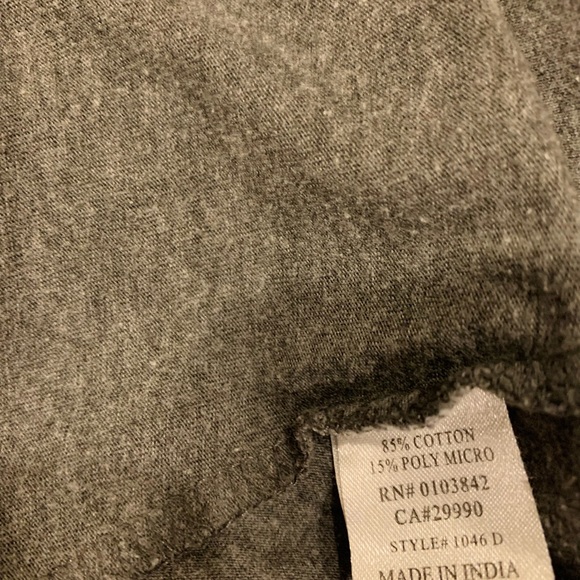 85% COTTON
15% POLY MICRO
RN# 0103842
CA#29990
STYLE# 1046 D
MADE IN INDIA